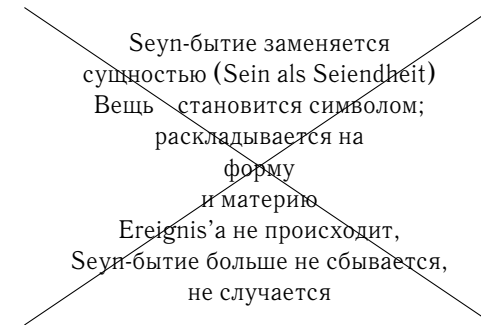 Seyn-бытие заменяется
сущностью (Sein als Seiendheit)
Вещь становится символом;
раскладывается на
форму
и материю
Ereignis’а не происходит,
Seyn-бытие больше не сбывается,
не случается